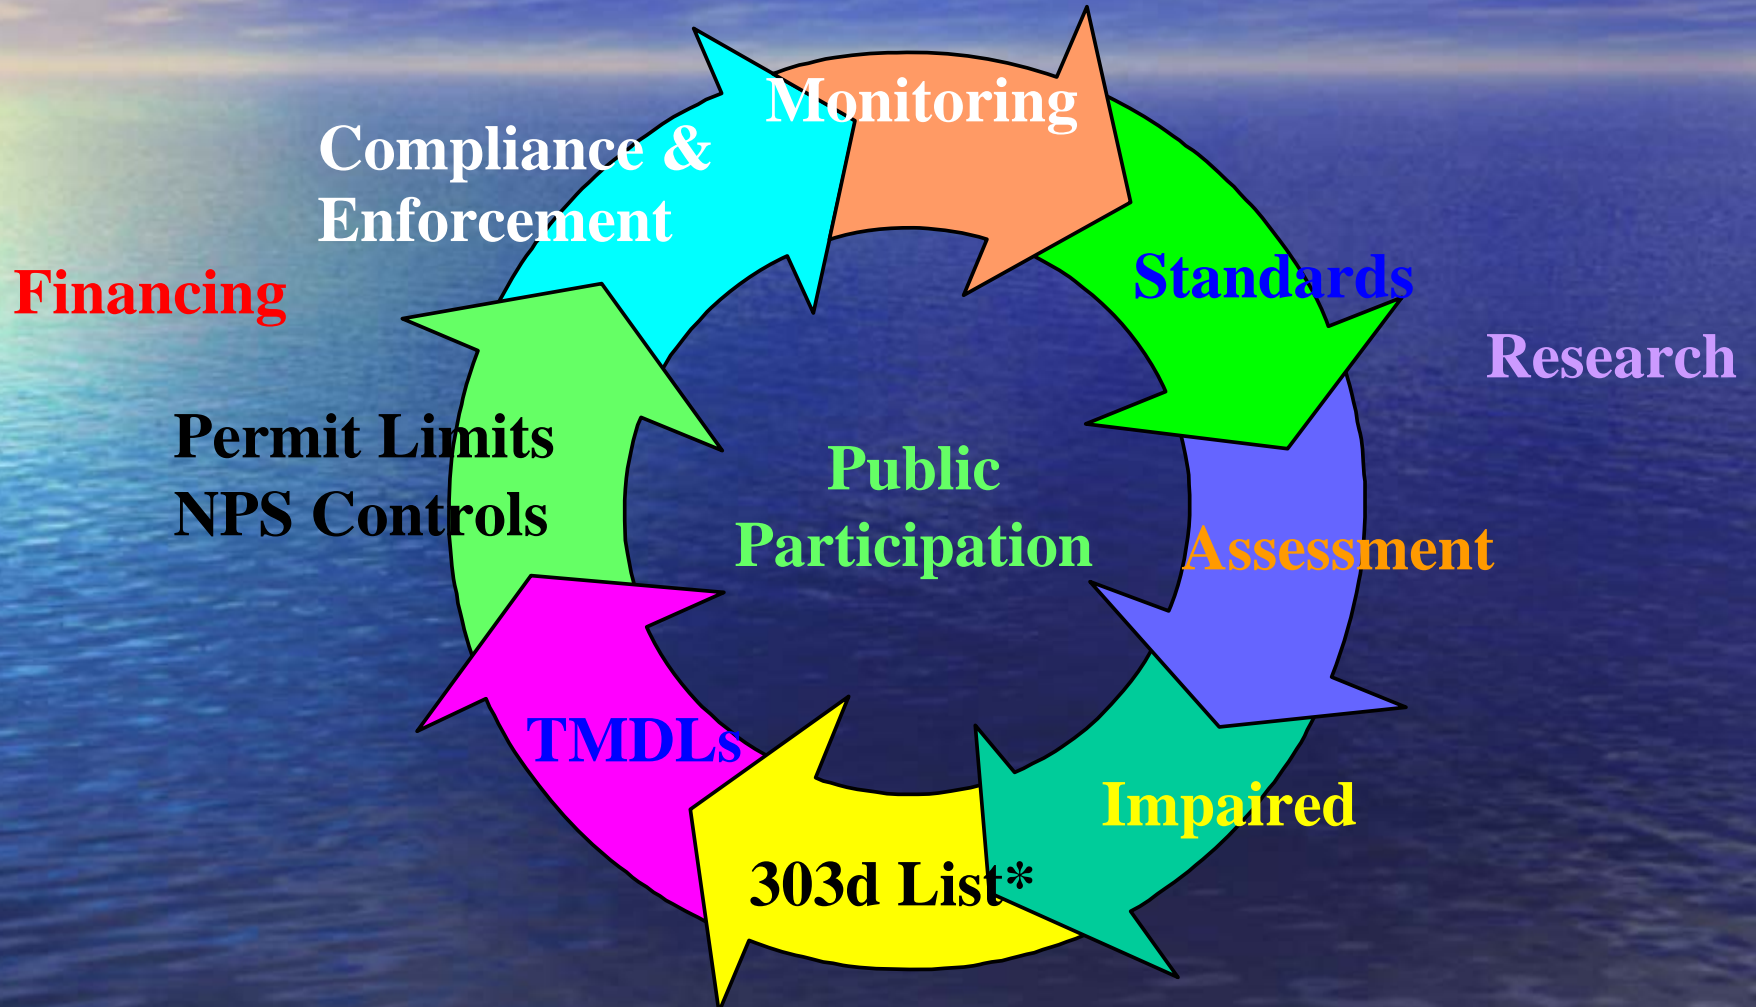 Monitoring
Compliance &
Enforcement
Standards
Financing
Research
Permit Limits
NPS Controls
Public
Participation
Assessment
TMDLs
Impaired
303d List*